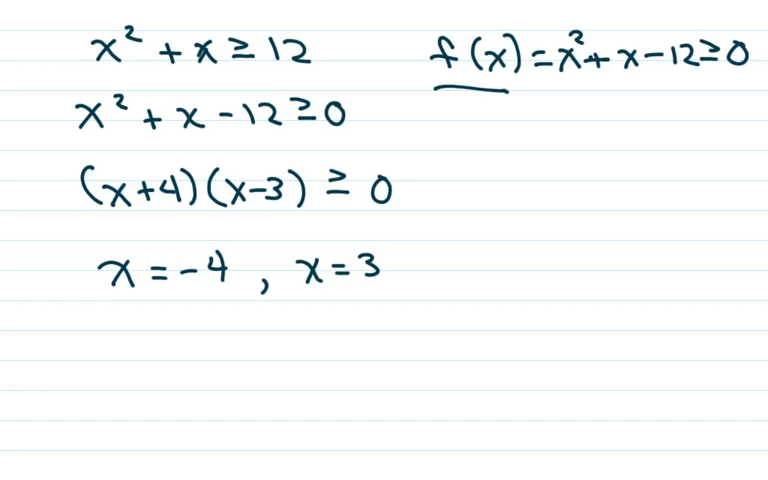 x² + x ≥ 12
f(x) = x² + x - 12 ≥ 0
x² + x - 12 ≥ 0
(x+4)(x-3) ≥ 0
x = -4 , x = 3